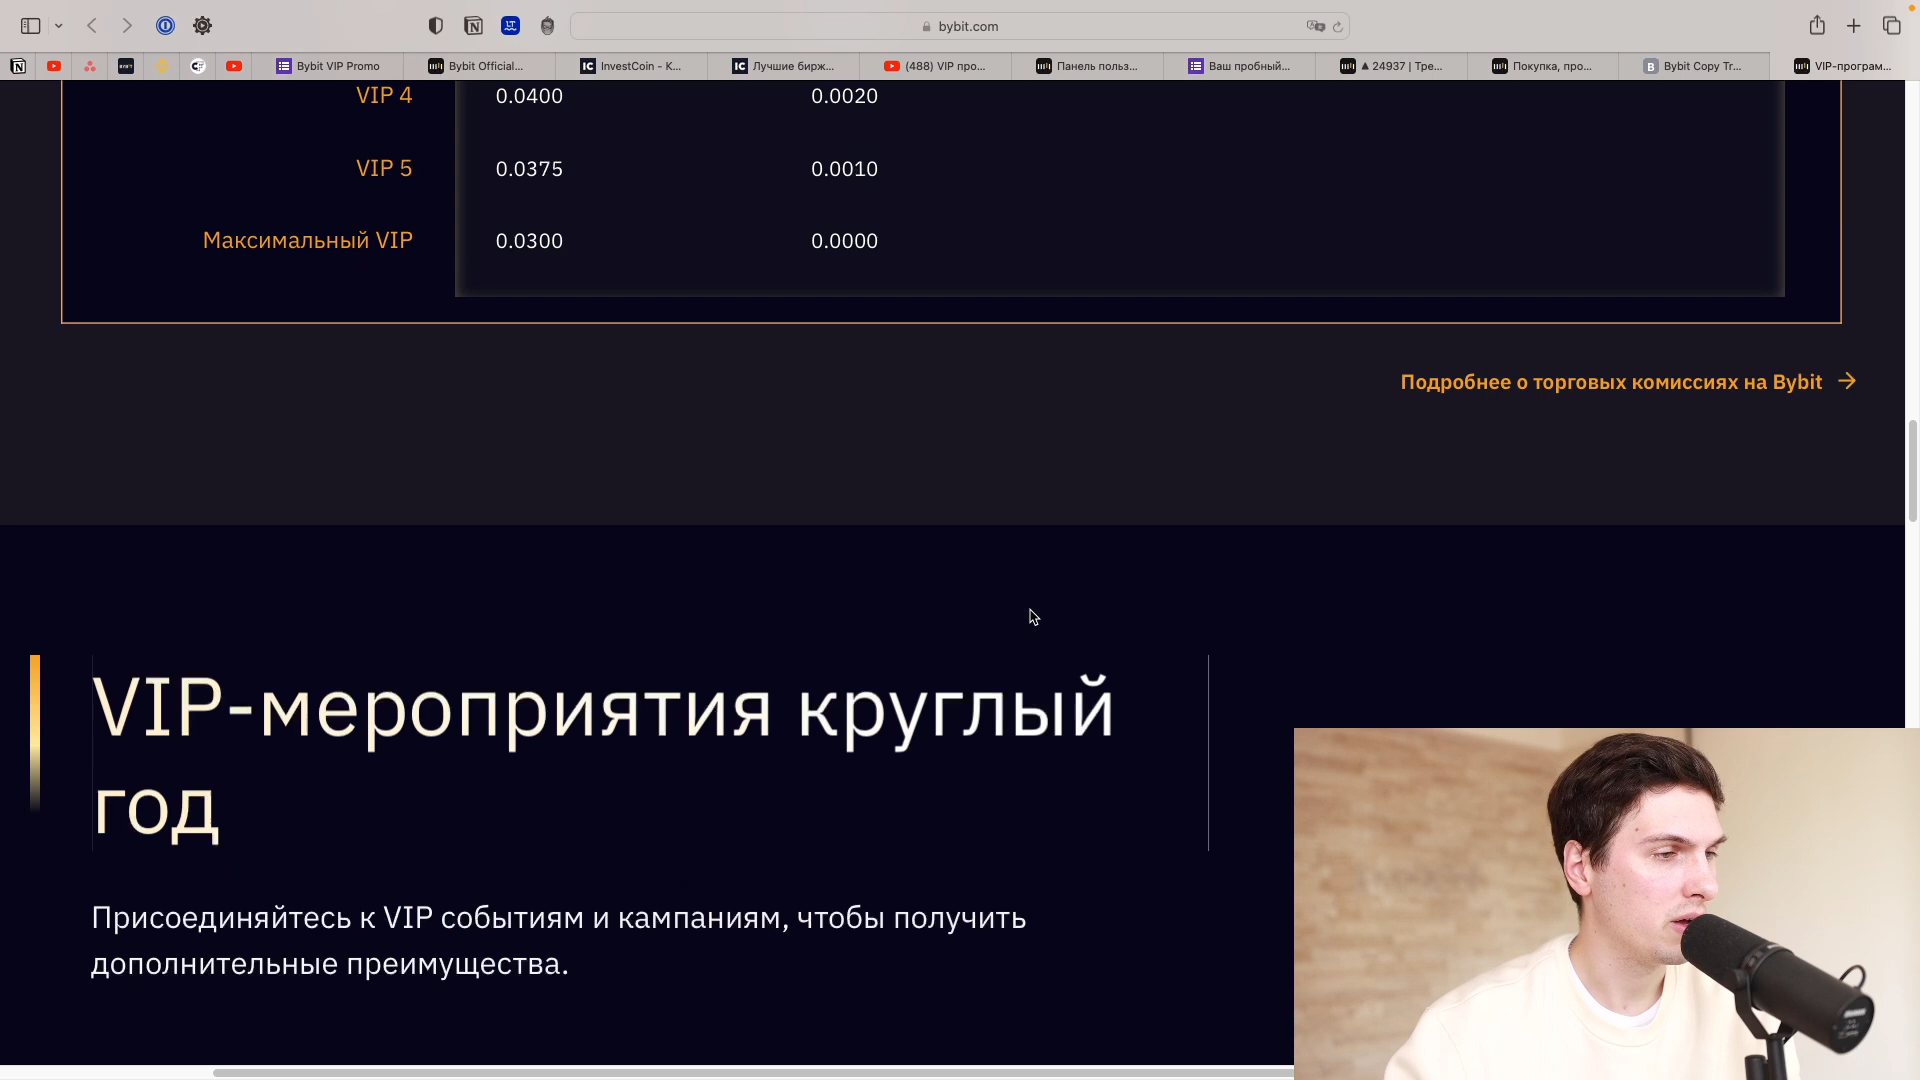 bybit.com
Bybit VIP Promo
Bybit Official...
InvestCoin - K...
Лучшие бирж...
(488) VIP про...
Панель польз...
Ваш пробный...
▲ 24937 | Тре...
Покупка, про...
Bybit Copy Tr...
VIP-програм...
VIP 4 0.0400 0.0020
VIP 5 0.0375 0.0010
Максимальный VIP 0.0300 0.0000
Подробнее о торговых комиссиях на Bybit →
VIP-мероприятия круглый
год
Присоединяйтесь к VIP событиям и кампаниям, чтобы получить
дополнительные преимущества.